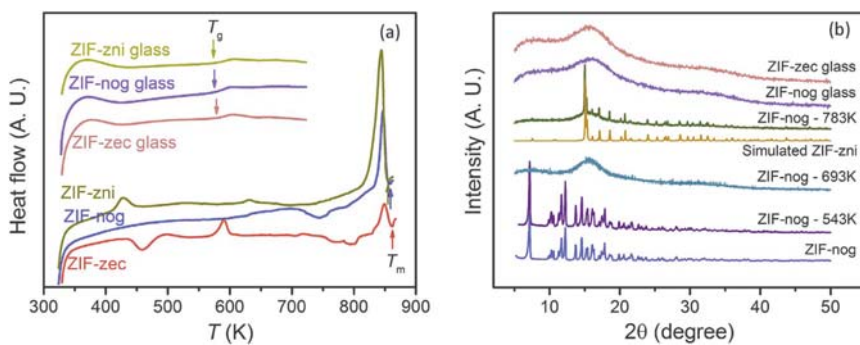 (a)
Tg
ZIF-zni glass
ZIF-nog glass
ZIF-zec glass
ZIF-zni
ZIF-nog
ZIF-zec
Tm
Heat flow (A. U.)
300 400 500 600 700 800 900
T (K)
(b)
ZIF-zec glass
ZIF-nog glass
ZIF-nog - 783K
Simulated ZIF-zni
ZIF-nog - 693K
ZIF-nog - 543K
ZIF-nog
Intensity (A. U.)
10 20 30 40 50
2θ (degree)